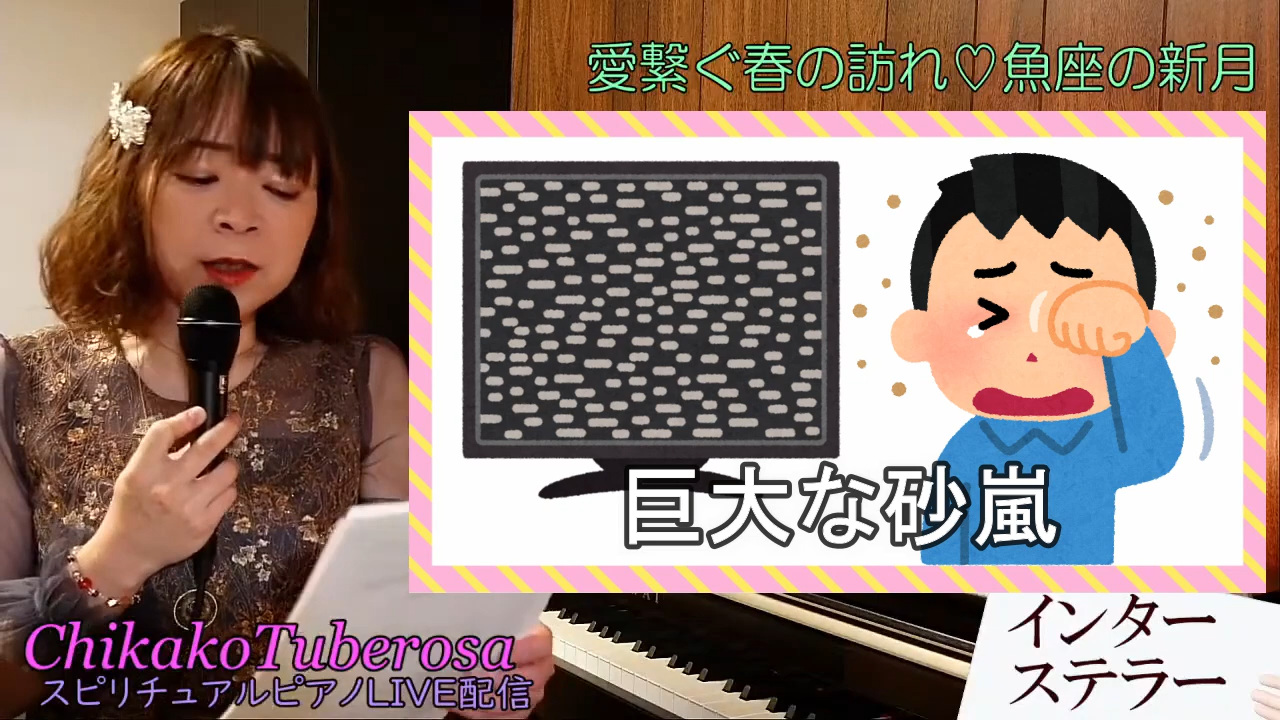 愛繋ぐ春の訪れ♡魚座の新月
巨大な砂嵐
ChikakoTuberosa
スピリチュアルピアノLIVE配信
インター
ステラー